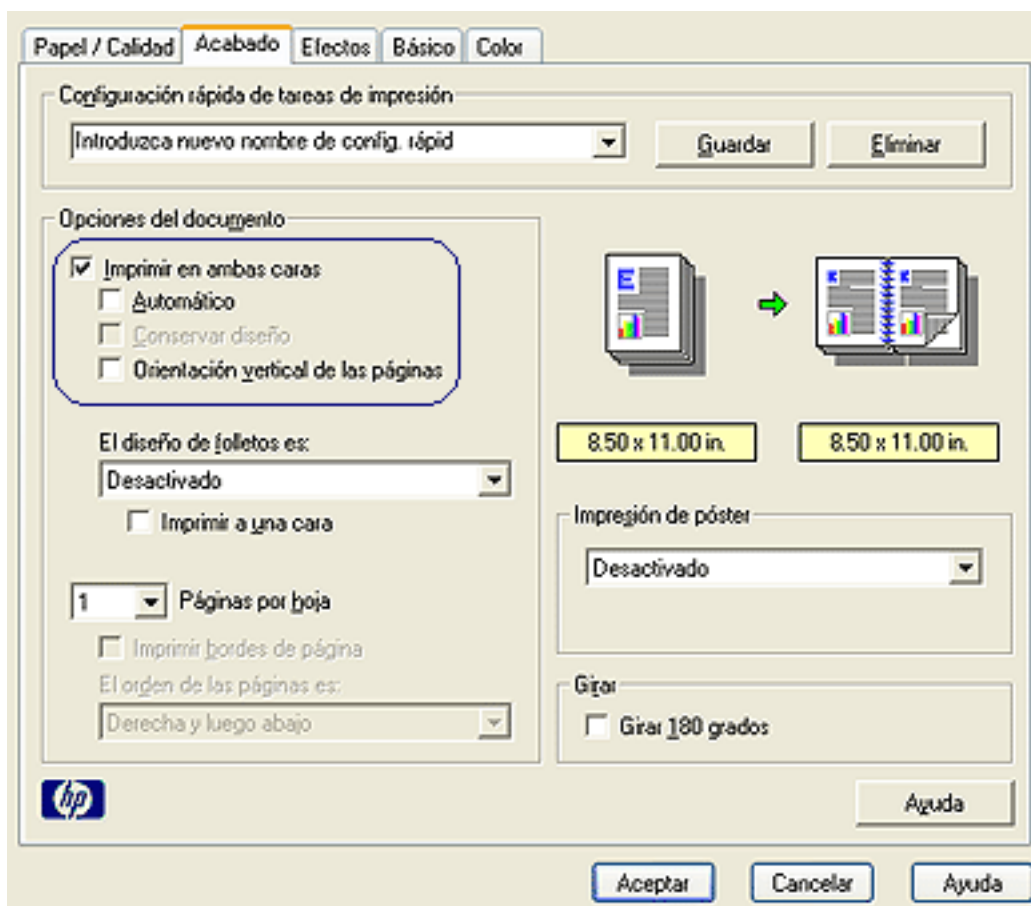 Papel / Calidad Acabado Efectos Básico Color
Configuración rápida de tareas de impresión
Introduzca nuevo nombre de config. rápid Guardar Eliminar
Opciones del documento
Imprimir en ambas caras
Automático
Conservar diseño
Orientación vertical de las páginas
E
El diseño de folletos es:
Desactivado
Imprimir a una cara
1 Páginas por hoja
Imprimir bordes de página
El orden de las páginas es:
Derecha y luego abajo
8.50 x 11.00 in. 8.50 x 11.00 in.
Impresión de póster
Desactivado
Girar
Girar 180 grados
hp
Ayuda
Aceptar Cancelar Ayuda